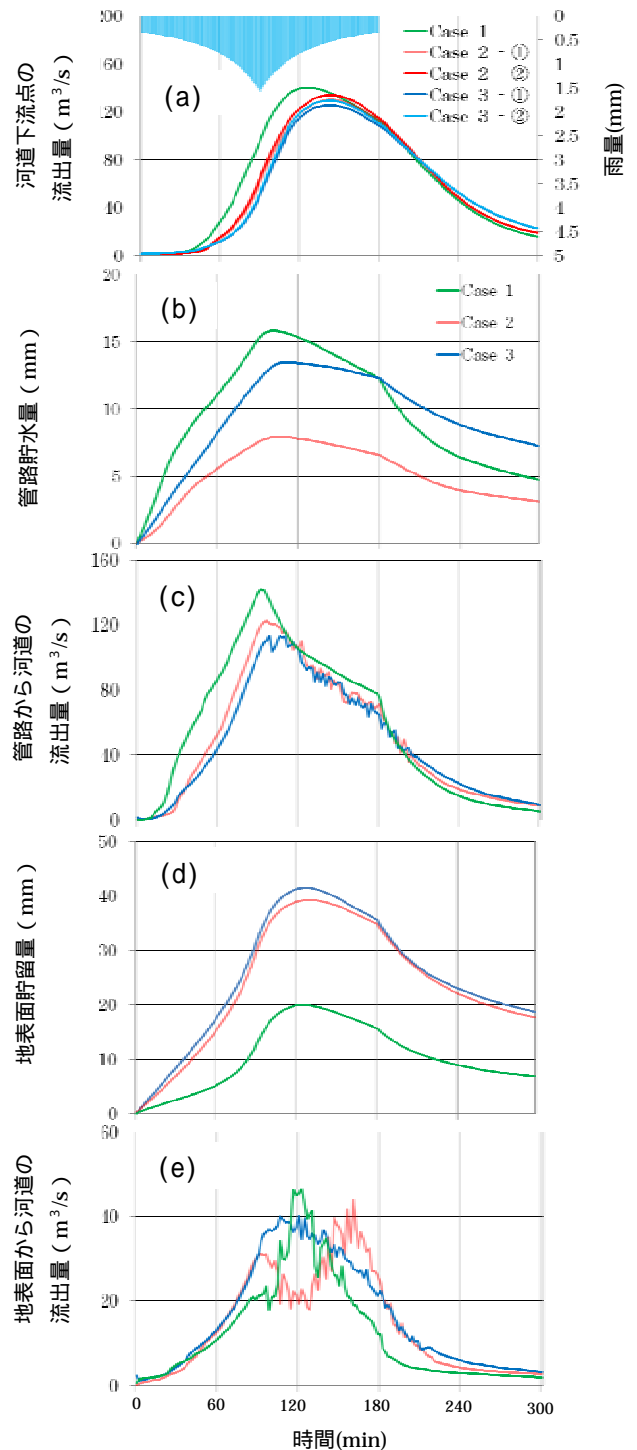 200
160
120
80
40
0
0
0.5
1
1.5
2
2.5
3
3.5
4
4.5
5
(a)
Case 1
Case 2 - ①
Case 2 ②
Case 3 - ①
Case 3 - ②
河道下流点の
流出量(m³/s)
雨量(mm)
20
15
10
5
0
(b)
Case 1
Case 2
Case 3
管路貯水量(mm)
160
120
80
40
0
(c)
管路から河道の
流出量(m³/s)
50
40
30
20
10
0
(d)
地表面貯留量(mm)
60
40
20
0
(e)
地表面から河道の
流出量(m³/s)
0
60
120
180
240
300
時間(min)